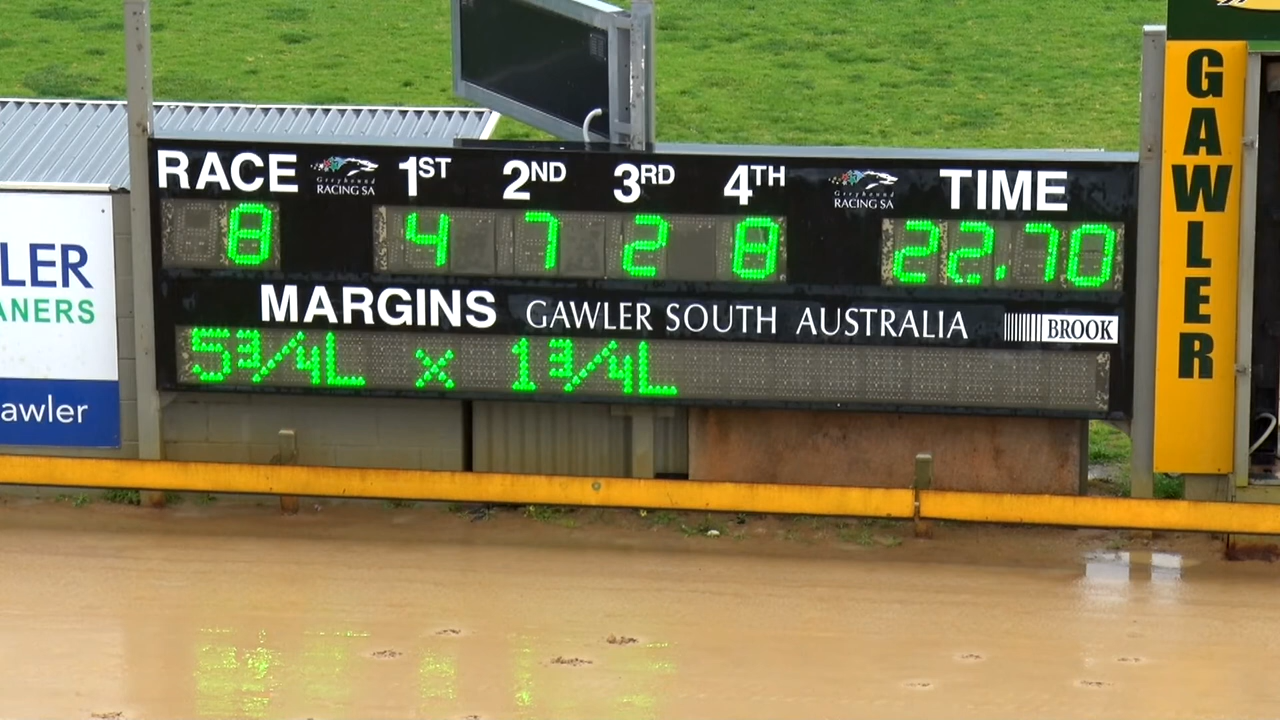 RACE Greyhound RACING SA 1ST 2ND 3RD 4TH Greyhound RACING SA TIME
8 4 7 2 8 22.70
MARGINS GAWLER SOUTH AUSTRALIA BROOK
5¾L x 1¾L
GAWLER
LER
ANERS
awler